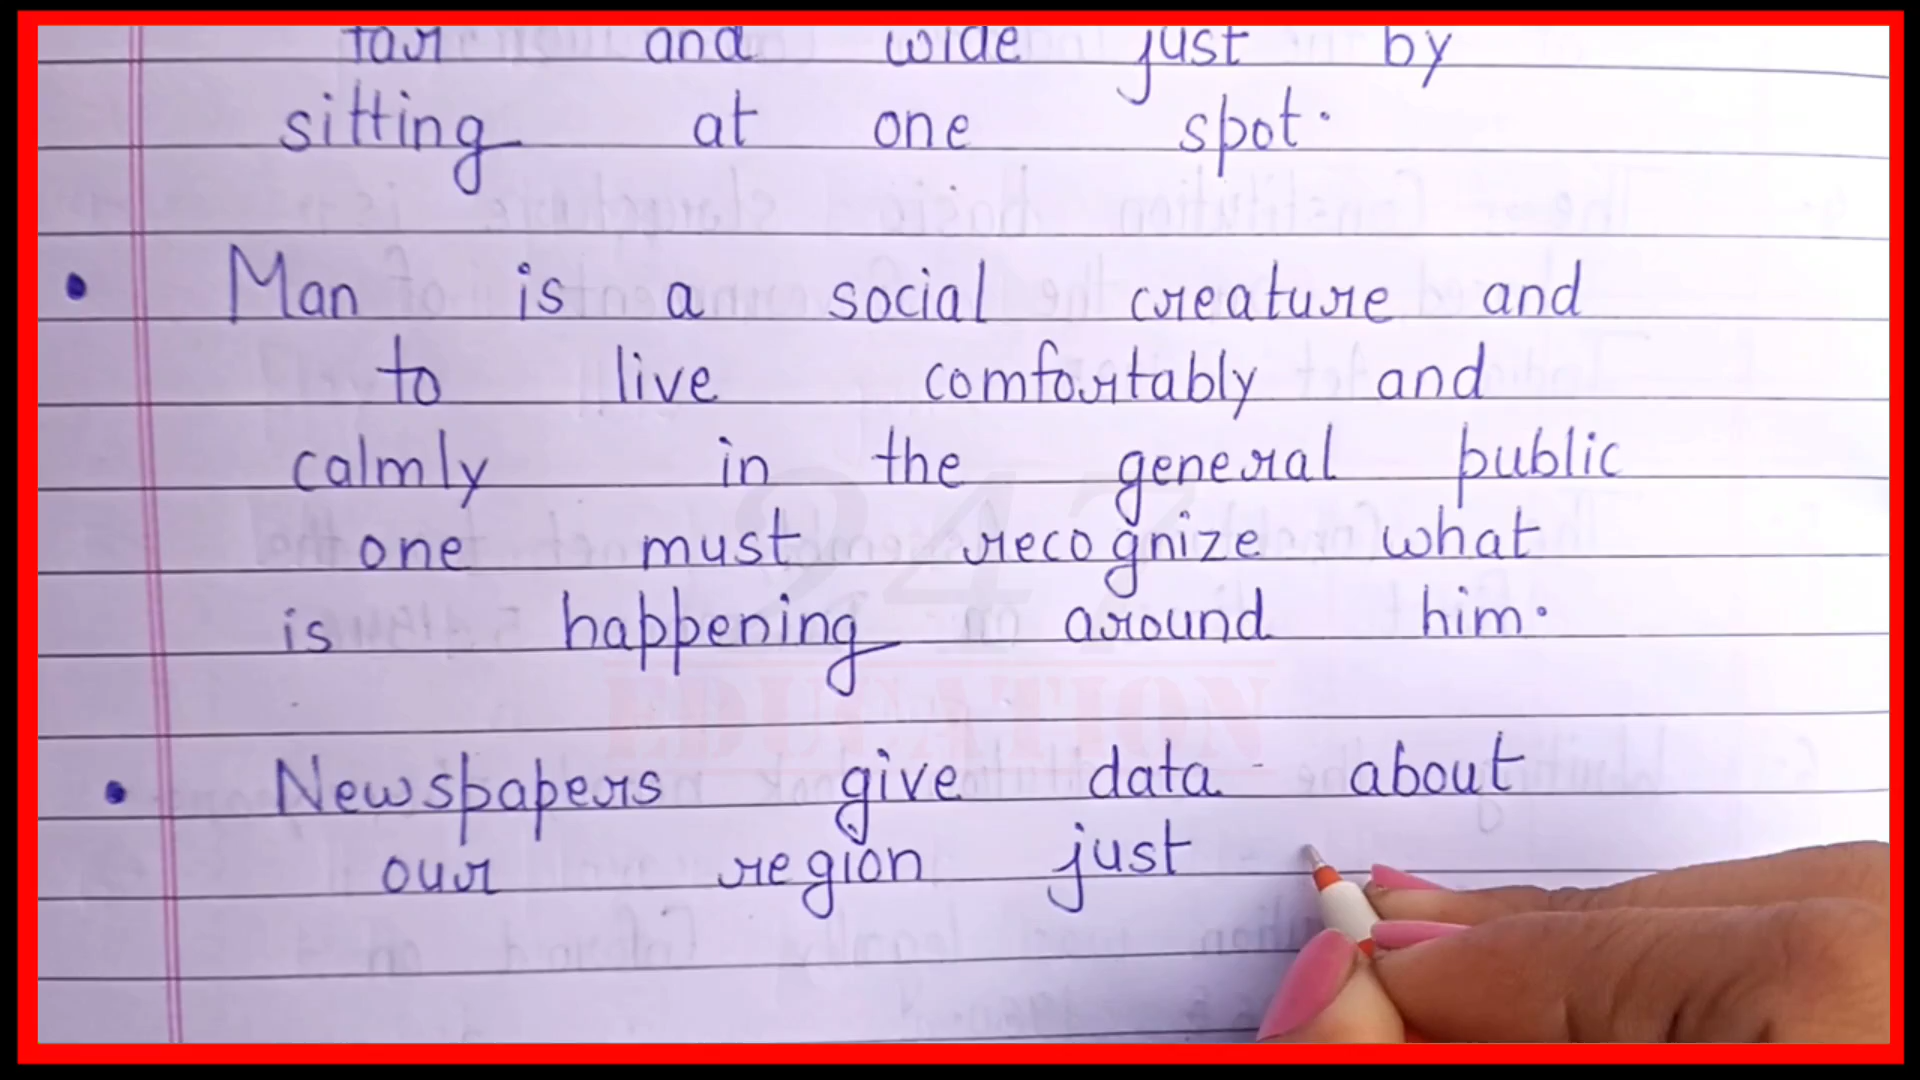 far and wide just by
sitting at one spot.
• Man is a social creature and
to live comfortably and
calmly in the general public
one must recognize what
is happening around him.
• Newspapers give data about
our region just
247
EDUCATION